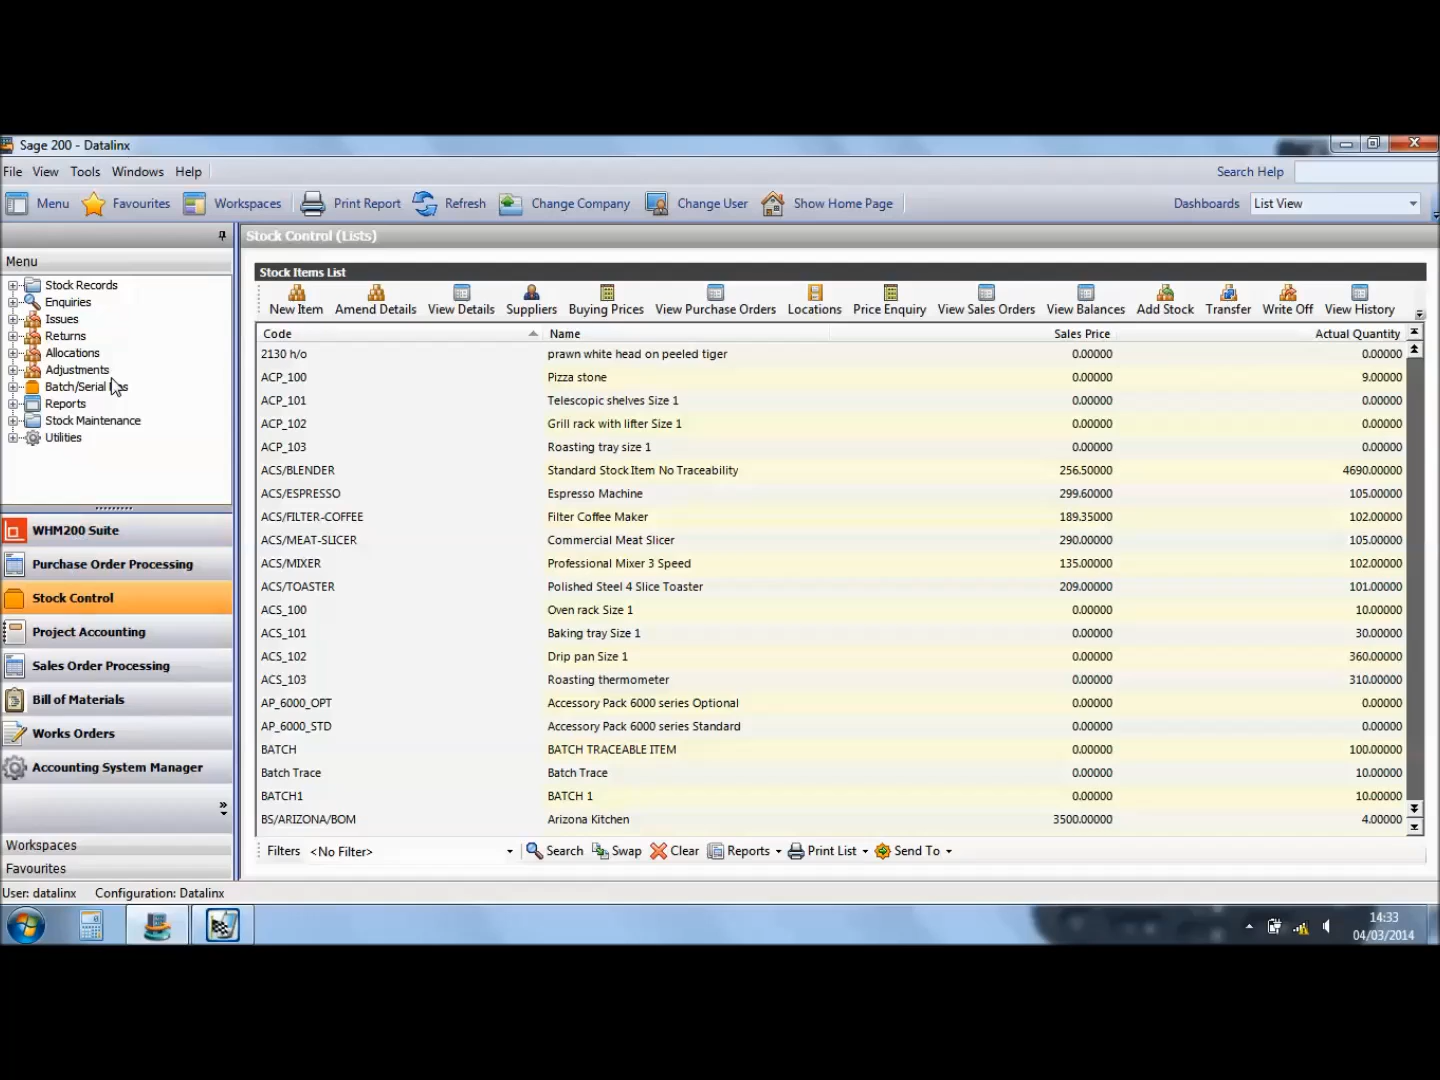 Sage 200 - Datalinx
File View Tools Windows Help Search Help
Menu Favourites Workspaces Print Report Refresh Change Company Change User Show Home Page Dashboards List View
Stock Control (Lists)
Menu
Stock Records
Enquiries
Issues
Returns
Allocations
Adjustments
Batch/Serial
Reports
Stock Maintenance
Utilities
WHM200 Suite
Purchase Order Processing
Stock Control
Project Accounting
Sales Order Processing
Bill of Materials
Works Orders
Accounting System Manager
Workspaces
Favourites
Stock Items List
New Item Amend Details View Details Suppliers Buying Prices View Purchase Orders Locations Price Enquiry View Sales Orders View Balances Add Stock Transfer Write Off View History
Code Name Sales Price Actual Quantity
2130 h/o prawn white head on peeled tiger 0.00000 0.00000
ACP_100 Pizza stone 0.00000 9.00000
ACP_101 Telescopic shelves Size 1 0.00000 0.00000
ACP_102 Grill rack with lifter Size 1 0.00000 0.00000
ACP_103 Roasting tray size 1 0.00000 0.00000
ACS/BLENDER Standard Stock Item No Traceability 256.50000 4690.00000
ACS/ESPRESSO Espresso Machine 299.60000 105.00000
ACS/FILTER-COFFEE Filter Coffee Maker 189.35000 102.00000
ACS/MEAT-SLICER Commercial Meat Slicer 290.00000 105.00000
ACS/MIXER Professional Mixer 3 Speed 135.00000 102.00000
ACS/TOASTER Polished Steel 4 Slice Toaster 209.00000 101.00000
ACS_100 Oven rack Size 1 0.00000 10.00000
ACS_101 Baking tray Size 1 0.00000 30.00000
ACS_102 Drip pan Size 1 0.00000 360.00000
ACS_103 Roasting thermometer 0.00000 310.00000
AP_6000_OPT Accessory Pack 6000 series Optional 0.00000 0.00000
AP_6000_STD Accessory Pack 6000 series Standard 0.00000 0.00000
BATCH BATCH TRACEABLE ITEM 0.00000 100.00000
Batch Trace Batch Trace 0.00000 10.00000
BATCH1 BATCH 1 0.00000 10.00000
BS/ARIZONA/BOM Arizona Kitchen 3500.00000 4.00000
Filters <No Filter> Search Swap Clear Reports Print List Send To
User: datalinx Configuration: Datalinx
14:33
04/03/2014